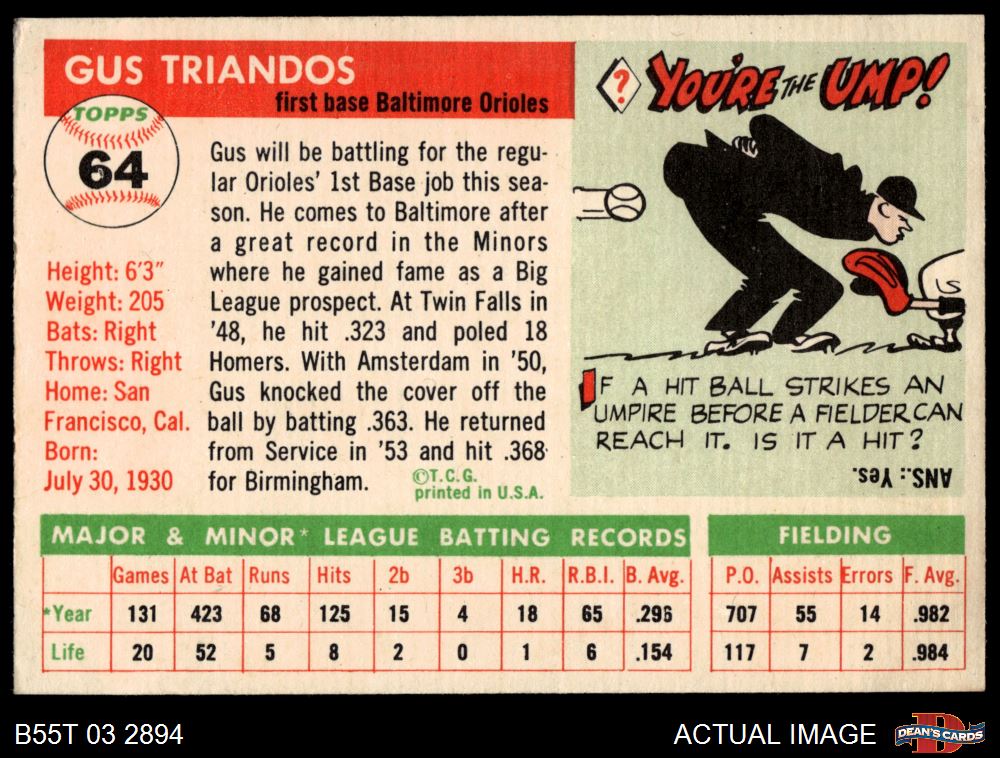 GUS TRIANDOS
first base Baltimore Orioles
TOPPS
64
Height: 6'3"
Weight: 205
Bats: Right
Throws: Right
Home: San
Francisco, Cal.
Born:
July 30, 1930
Gus will be battling for the regu-
lar Orioles' 1st Base job this sea-
son. He comes to Baltimore after
a great record in the Minors
where he gained fame as a Big
League prospect. At Twin Falls in
'48, he hit .323 and poled 18
Homers. With Amsterdam in '50,
Gus knocked the cover off the
ball by batting .363. He returned
from Service in '53 and hit .368
for Birmingham.
©T.C.G.
printed in U.S.A.
? YOU'RE THE UMP!
IF A HIT BALL STRIKES AN
UMPIRE BEFORE A FIELDER CAN
REACH IT. IS IT A HIT?
ANS.: Yes.
MAJOR & MINOR* LEAGUE BATTING RECORDS
Games At Bat Runs Hits 2b 3b H.R. R.B.I. B. Avg.
*Year 131 423 68 125 15 4 18 65 .296
Life 20 52 5 8 2 0 1 6 .154
FIELDING
P.O. Assists Errors F. Avg.
707 55 14 .982
117 7 2 .984
B55T 03 2894
ACTUAL IMAGE
D
DEAN'S CARDS